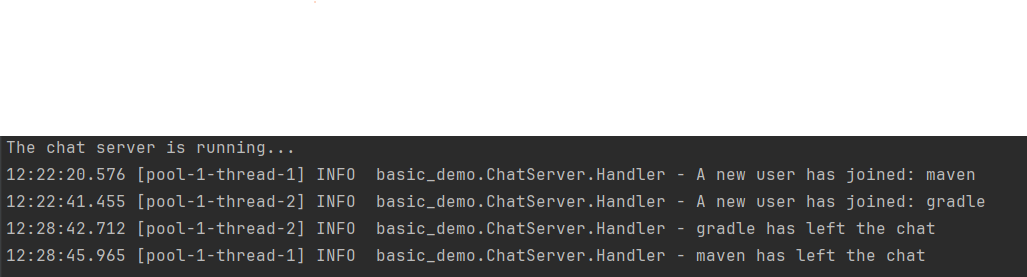 The chat server is running...
12:22:20.576 [pool-1-thread-1] INFO  basic_demo.ChatServer.Handler - A new user has joined: maven
12:22:41.455 [pool-1-thread-2] INFO  basic_demo.ChatServer.Handler - A new user has joined: gradle
12:28:42.712 [pool-1-thread-2] INFO  basic_demo.ChatServer.Handler - gradle has left the chat
12:28:45.965 [pool-1-thread-1] INFO  basic_demo.ChatServer.Handler - maven has left the chat